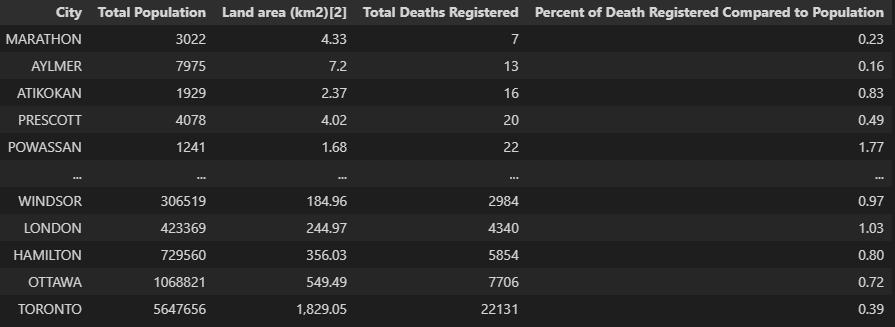 City Total Population Land area (km2)[2] Total Deaths Registered Percent of Death Registered Compared to Population
MARATHON 3022 4.33 7 0.23
AYLMER 7975 7.2 13 0.16
ATIKOKAN 1929 2.37 16 0.83
PRESCOTT 4078 4.02 20 0.49
POWASSAN 1241 1.68 22 1.77
... ... ... ... ...
WINDSOR 306519 184.96 2984 0.97
LONDON 423369 244.97 4340 1.03
HAMILTON 729560 356.03 5854 0.80
OTTAWA 1068821 549.49 7706 0.72
TORONTO 5647656 1,829.05 22131 0.39